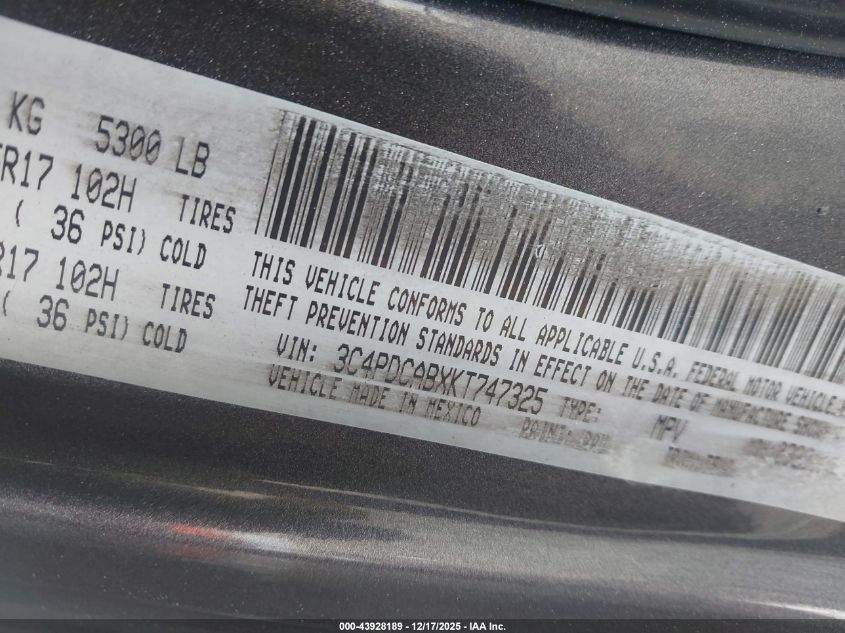 KG 5300 LB
R17 102H TIRES
( 36 PSI) COLD
R17 102H TIRES
( 36 PSI) COLD
THIS VEHICLE CONFORMS TO ALL APPLICABLE U.S.A. FEDERAL MOTOR VEHICLE
THEFT PREVENTION STANDARDS IN EFFECT ON THE DATE OF MANUFACTURE
VIN: 3C4PDCABXKT747325 TYPE: MPV
VEHICLE MADE IN MEXICO PAINT:
000-43928189 - 12/17/2025 - IAA Inc.